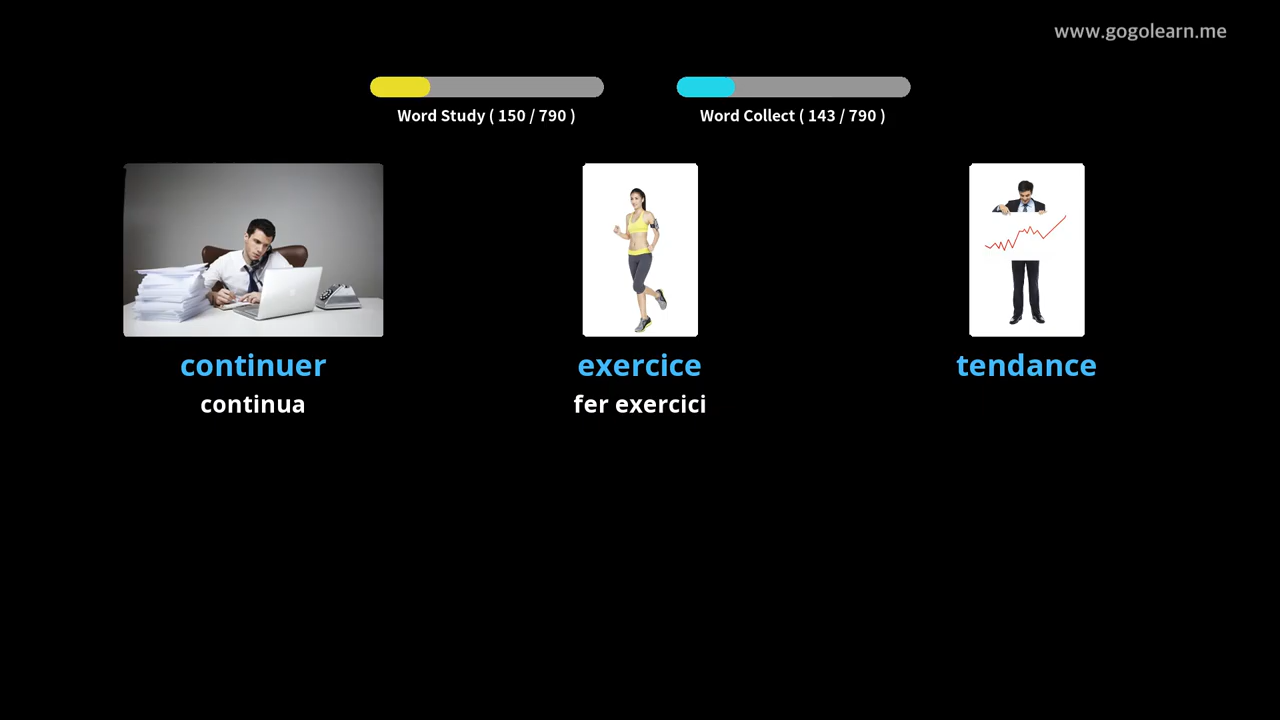 www.gogolearn.me
Word Study ( 150 / 790 )
Word Collect ( 143 / 790 )
continuer
exercice
tendance
continua
fer exercici